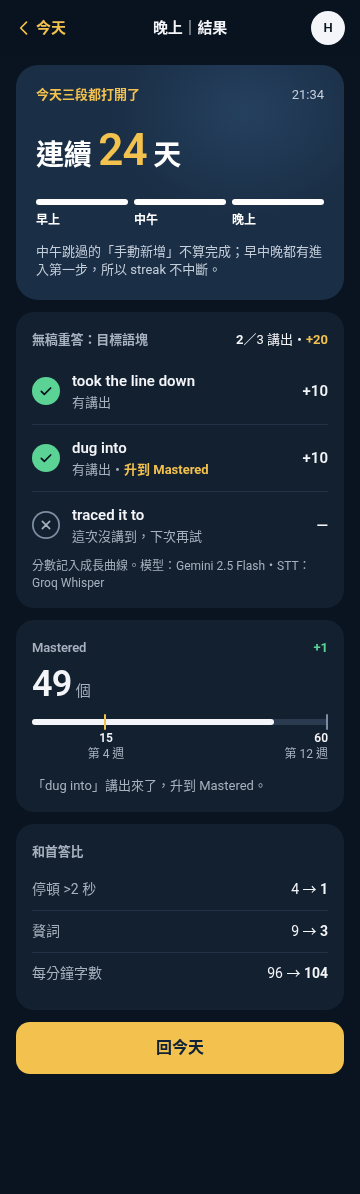 今天
晚上｜結果
H
今天三段都打開了
21:34
連續 24 天
早上
中午
晚上
中午跳過的「手動新增」不算完成；早中晚都有進
入第一步，所以 streak 不中斷。
無稿重答：目標語塊
2／3 講出・+20
took the line down
有講出
+10
dug into
有講出・升到 Mastered
+10
traced it to
這次沒講到，下次再試
–
分數記入成長曲線。模型：Gemini 2.5 Flash・STT：
Groq Whisper
Mastered
+1
49 個
15
第 4 週
60
第 12 週
「dug into」講出來了，升到 Mastered。
和首答比
停頓 >2 秒
4 → 1
贅詞
9 → 3
每分鐘字數
96 → 104
回今天